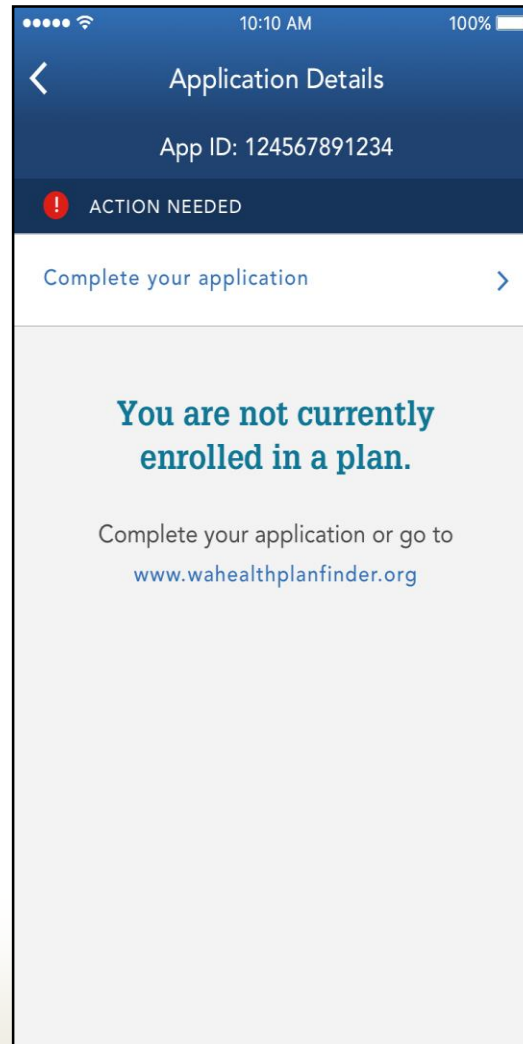 10:10 AM
100%
Application Details
App ID: 124567891234
! ACTION NEEDED
Complete your application
You are not currently
enrolled in a plan.
Complete your application or go to
www.wahealthplanfinder.org